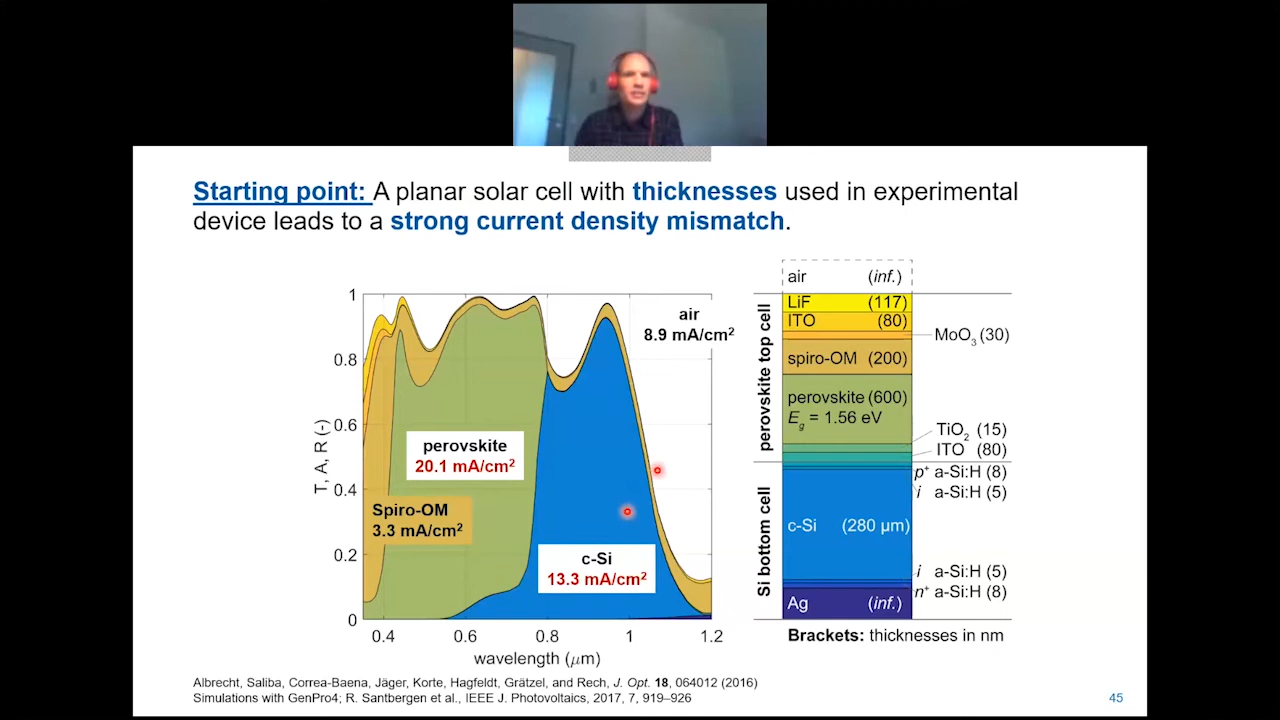 Starting point: A planar solar cell with thicknesses used in experimental
device leads to a strong current density mismatch.
1
0.8
0.6
0.4
0.2
0
T, A, R (-)
0.4
0.6
0.8
1
1.2
wavelength (μm)
air
8.9 mA/cm²
perovskite
20.1 mA/cm²
Spiro-OM
3.3 mA/cm²
c-Si
13.3 mA/cm²
perovskite top cell
Si bottom cell
air (inf.)
LiF (117)
ITO (80)
MoO₃ (30)
spiro-OM (200)
perovskite (600)
Eg = 1.56 eV
TiO₂ (15)
ITO (80)
p⁺ a-Si:H (8)
i a-Si:H (5)
c-Si (280 μm)
i a-Si:H (5)
n⁺ a-Si:H (8)
Ag (inf.)
Brackets: thicknesses in nm
Albrecht, Saliba, Correa-Baena, Jäger, Korte, Hagfeldt, Grätzel, and Rech, J. Opt. 18, 064012 (2016)
Simulations with GenPro4; R. Santbergen et al., IEEE J. Photovoltaics, 2017, 7, 919–926
45